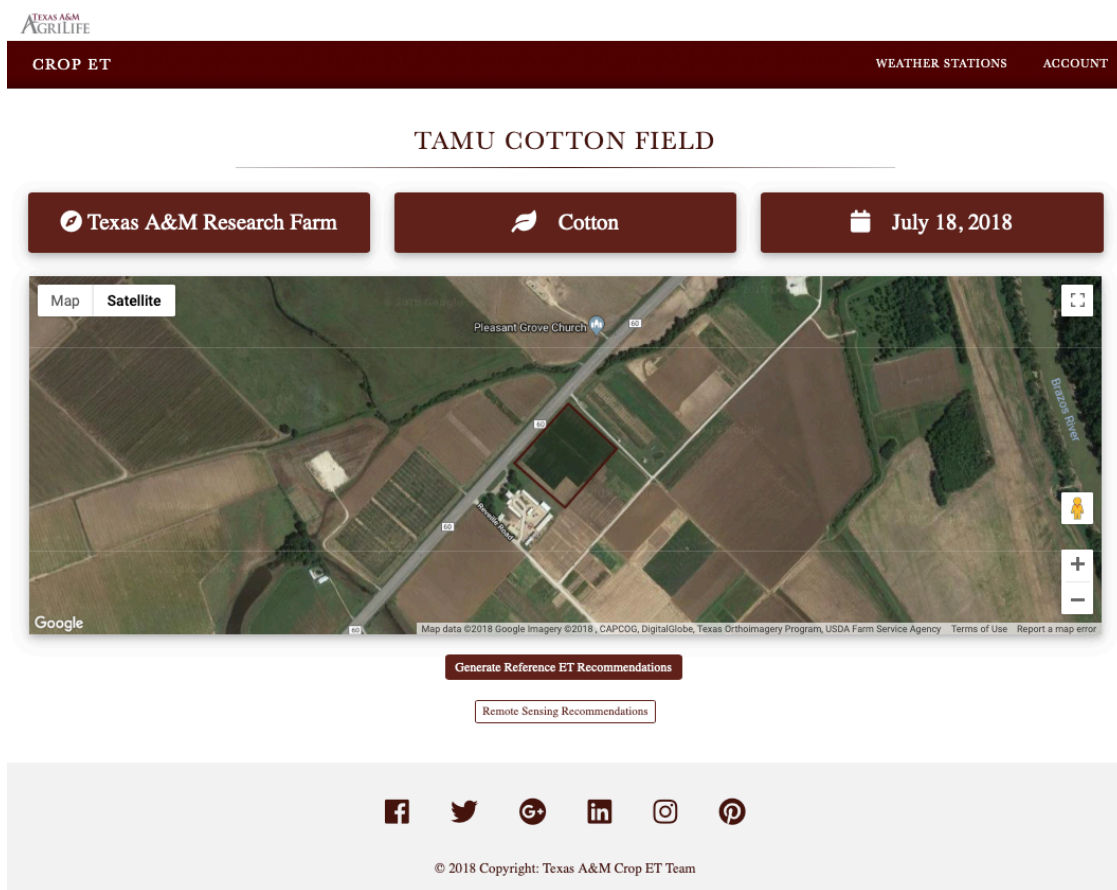 TEXAS A&M
AGRILIFE
CROP ET
WEATHER STATIONS
ACCOUNT
TAMU COTTON FIELD
Texas A&M Research Farm
Cotton
July 18, 2018
Map
Satellite
Pleasant Grove Church
60
60
Brazos River
Reveille Road
60
60
Google
Map data ©2018 Google Imagery ©2018 , CAPCOG, DigitalGlobe, Texas Orthoimagery Program, USDA Farm Service Agency
Terms of Use
Report a map error
Generate Reference ET Recommendations
Remote Sensing Recommendations
© 2018 Copyright: Texas A&M Crop ET Team